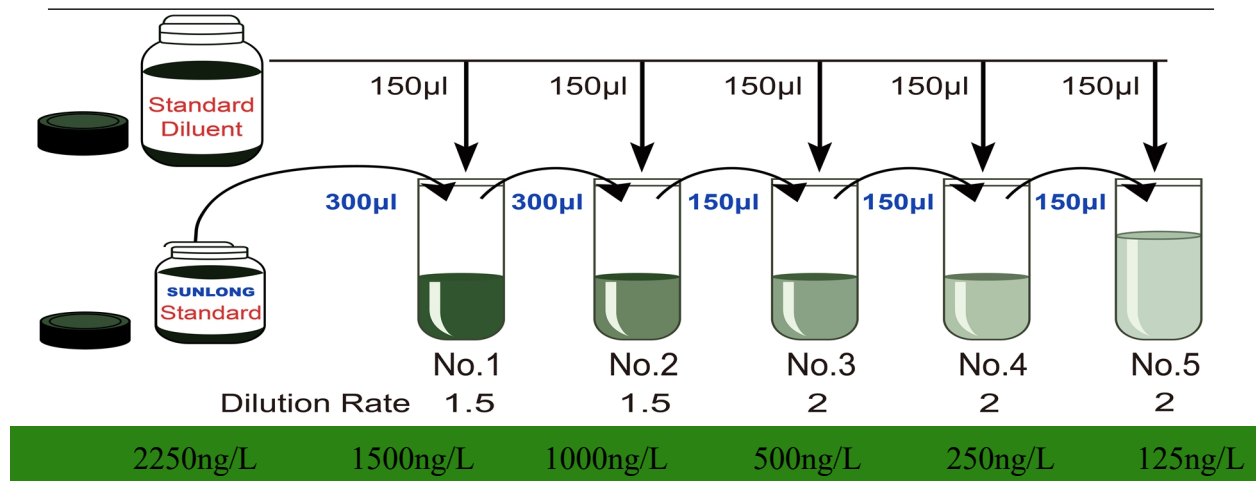 150μl 150μl 150μl 150μl 150μl
Standard
Diluent
300μl 300μl 150μl 150μl 150μl
SUNLONG
Standard
No.1 No.2 No.3 No.4 No.5
Dilution Rate 1.5 1.5 2 2 2
2250ng/L 1500ng/L 1000ng/L 500ng/L 250ng/L 125ng/L